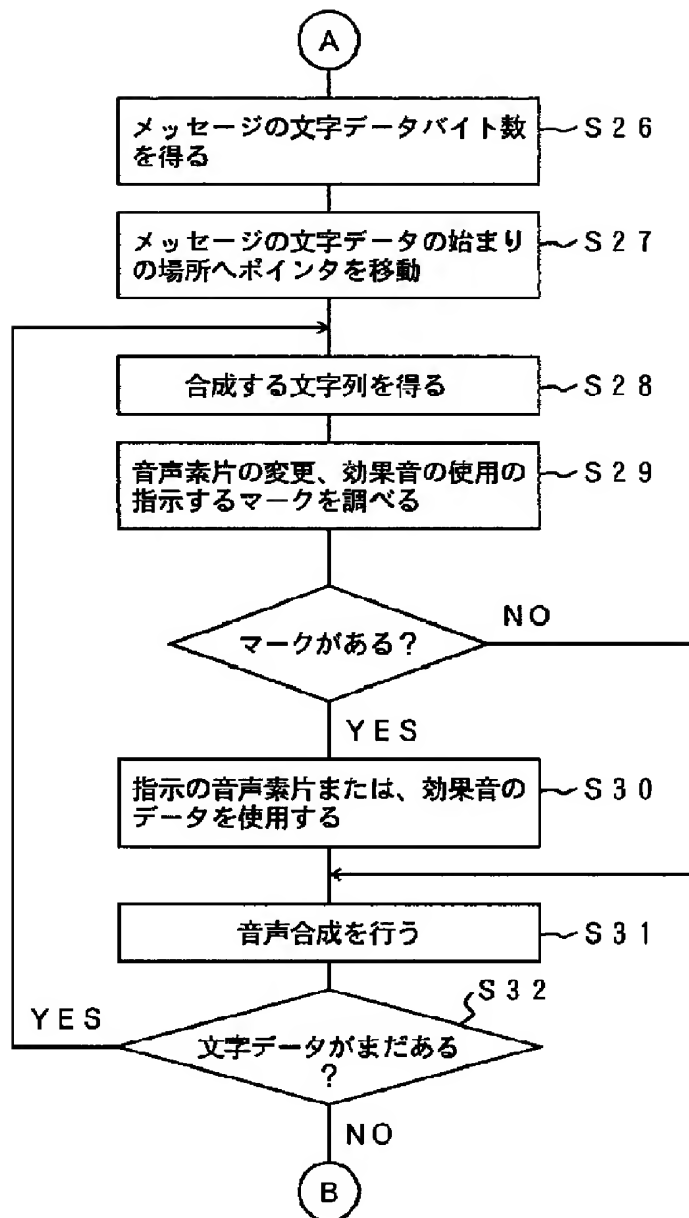 A
メッセージの文字データバイト数
を得る
S26
メッセージの文字データの始まり
の場所へポインタを移動
S27
合成する文字列を得る
S28
音声素片の変更、効果音の使用の
指示するマークを調べる
S29
マークがある?
NO
YES
指示の音声素片または、効果音の
データを使用する
S30
音声合成を行う
S31
S32
YES
文字データがまだある
?
NO
B